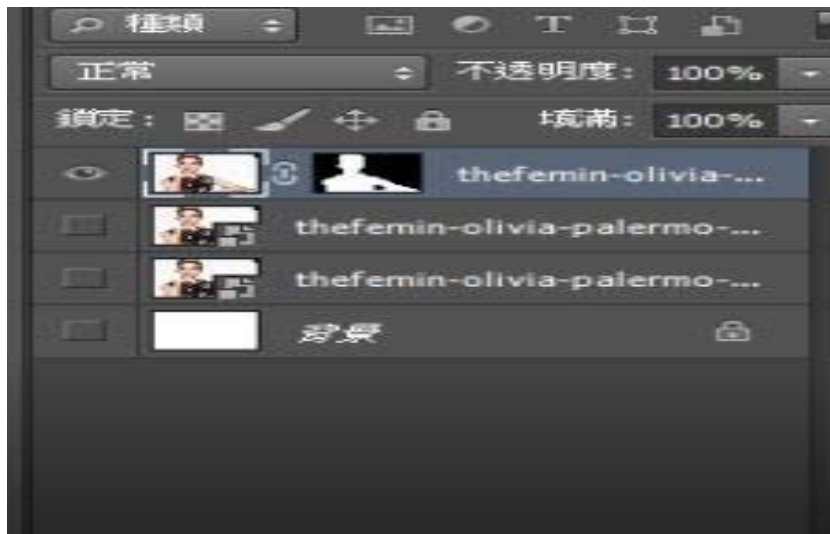 種類
正常 不透明度: 100%
鎖定: 填滿: 100%
thefemin-olivia-...
thefemin-olivia-palermo-...
thefemin-olivia-palermo-...
背景